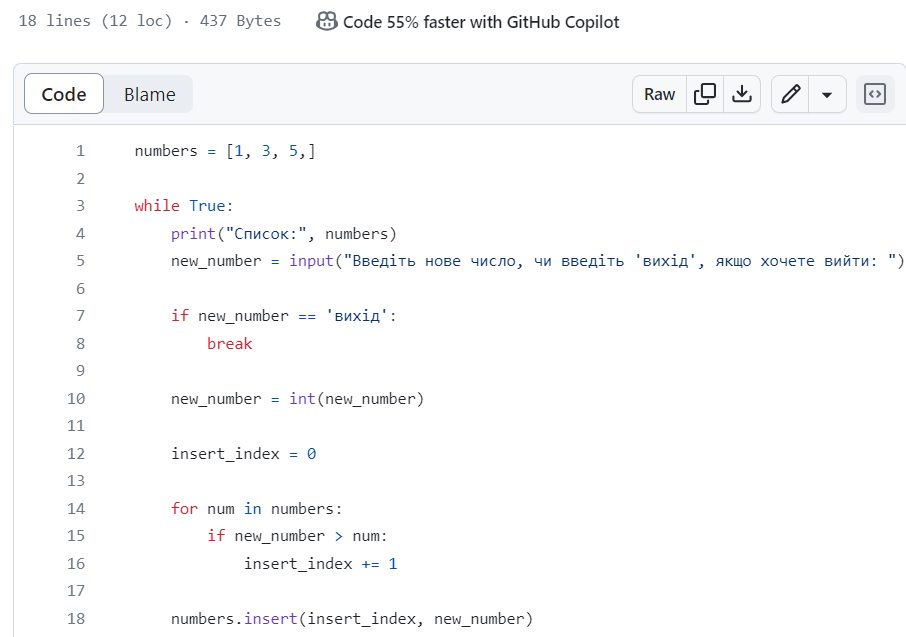 18 lines (12 loc) · 437 Bytes Code 55% faster with GitHub Copilot
Code Blame Raw
1 numbers = [1, 3, 5,]
2
3 while True:
4 print("Список:", numbers)
5 new_number = input("Введіть нове число, чи введіть 'вихід', якщо хочете вийти: ")
6
7 if new_number == 'вихід':
8 break
9
10 new_number = int(new_number)
11
12 insert_index = 0
13
14 for num in numbers:
15 if new_number > num:
16 insert_index += 1
17
18 numbers.insert(insert_index, new_number)